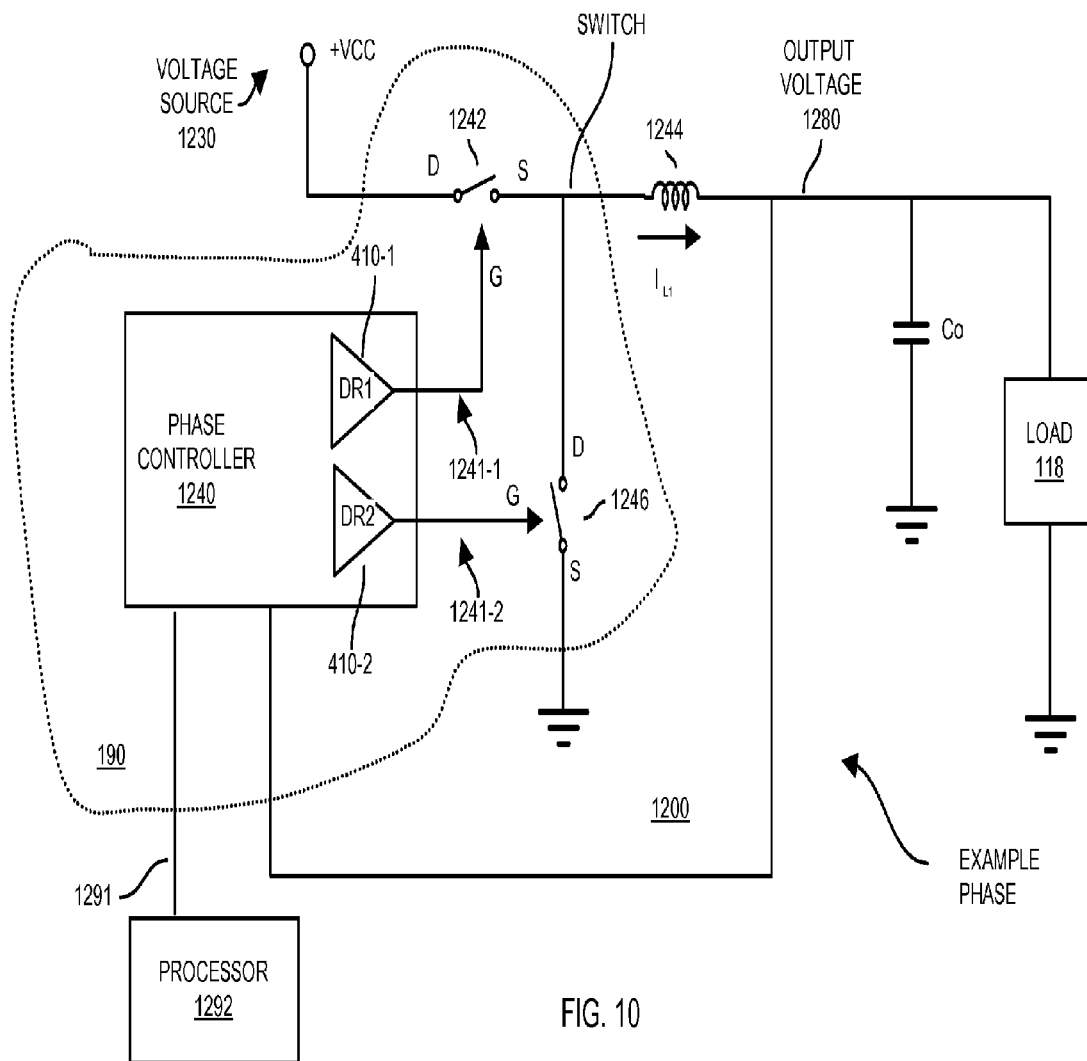 SWITCH
+VCC
VOLTAGE
SOURCE
1230
OUTPUT
VOLTAGE
1280
1242
1244
D
S
G
I L1
410-1
DR1
PHASE
CONTROLLER
1240
1241-1
Co
LOAD
118
D
G
1246
DR2
S
1241-2
410-2
190
1200
EXAMPLE
PHASE
1291
PROCESSOR
1292
FIG. 10